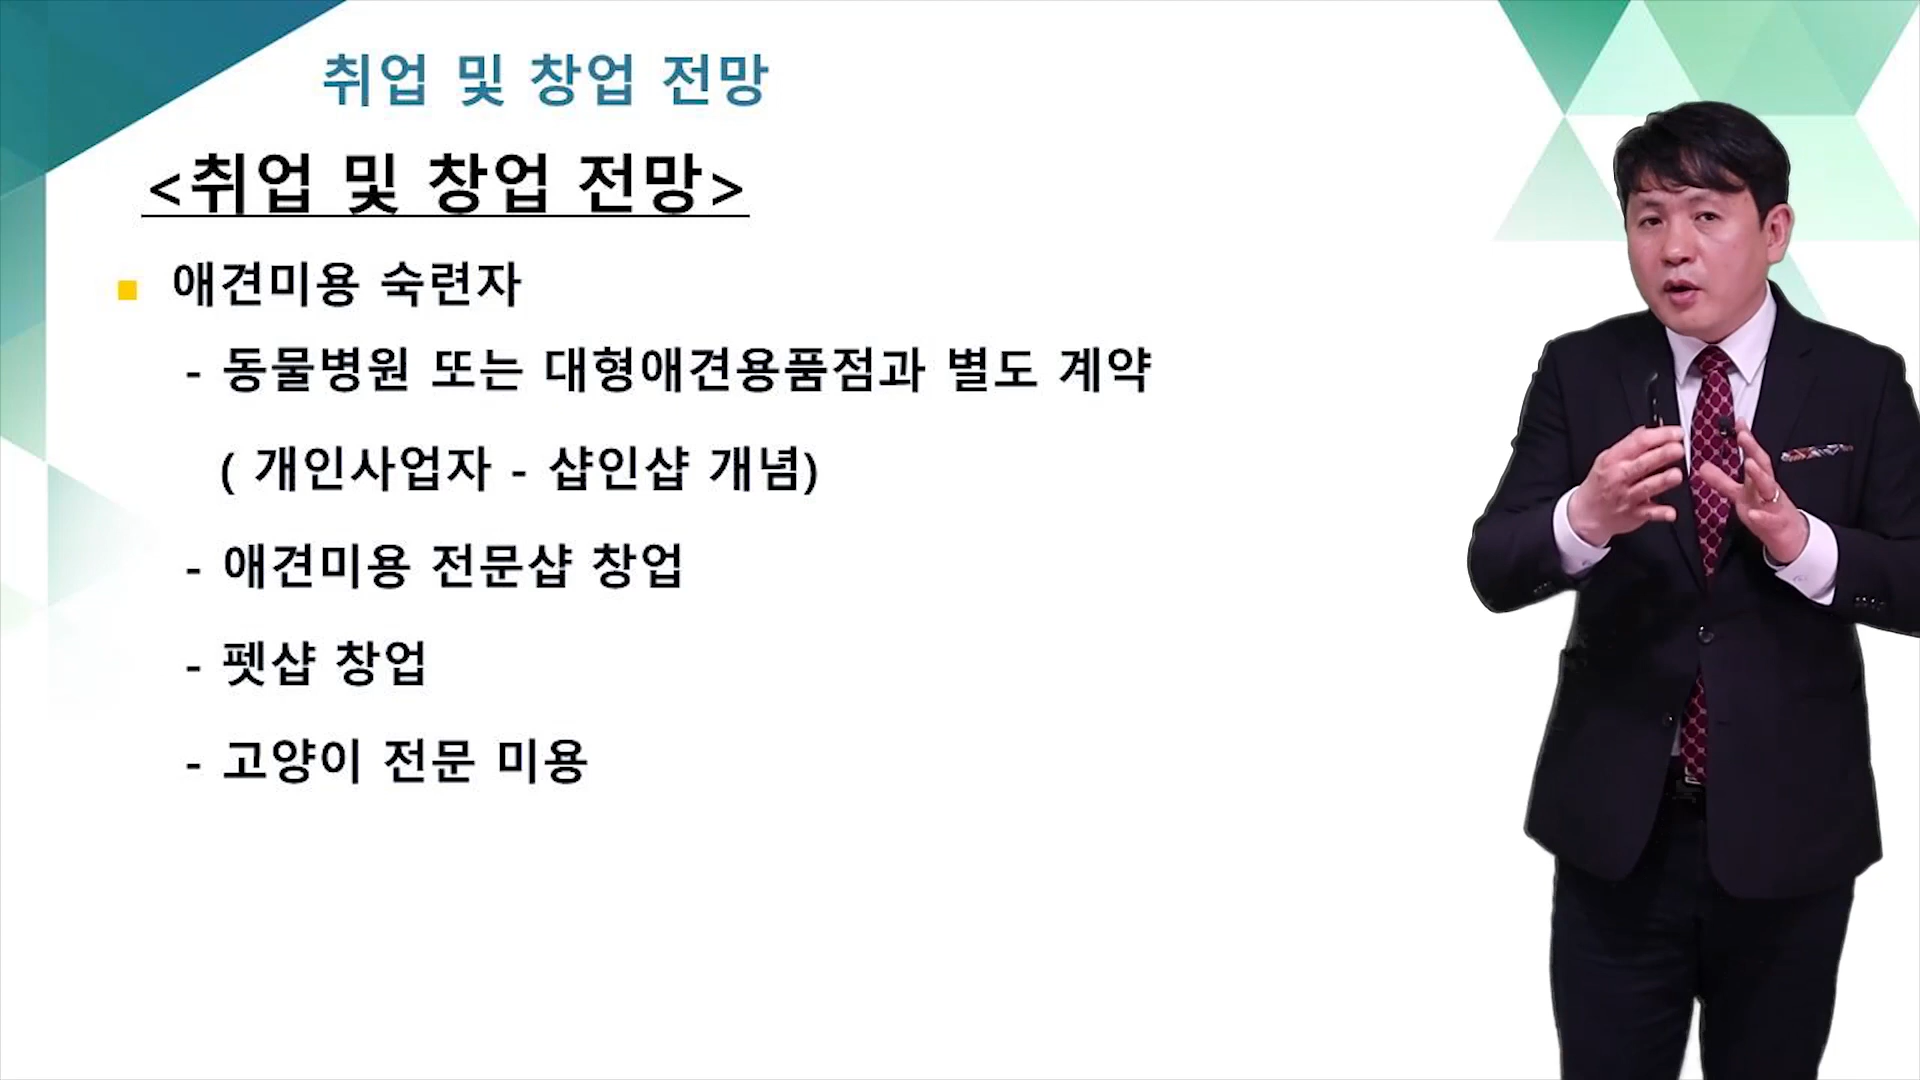 취업 및 창업 전망
<취업 및 창업 전망>
▪ 애견미용 숙련자
- 동물병원 또는 대형애견용품점과 별도 계약
( 개인사업자 - 샵인샵 개념)
- 애견미용 전문샵 창업
- 펫샵 창업
- 고양이 전문 미용